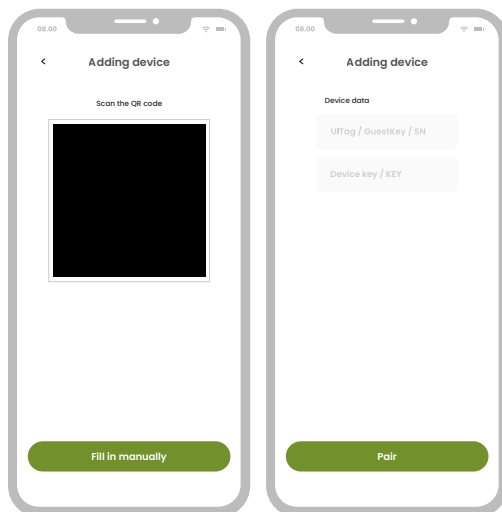 08.00
Adding device
Scan the QR code
Fill in manually
08.00
Adding device
Device data
UITag / GuestKey / SN
Device key / KEY
Pair